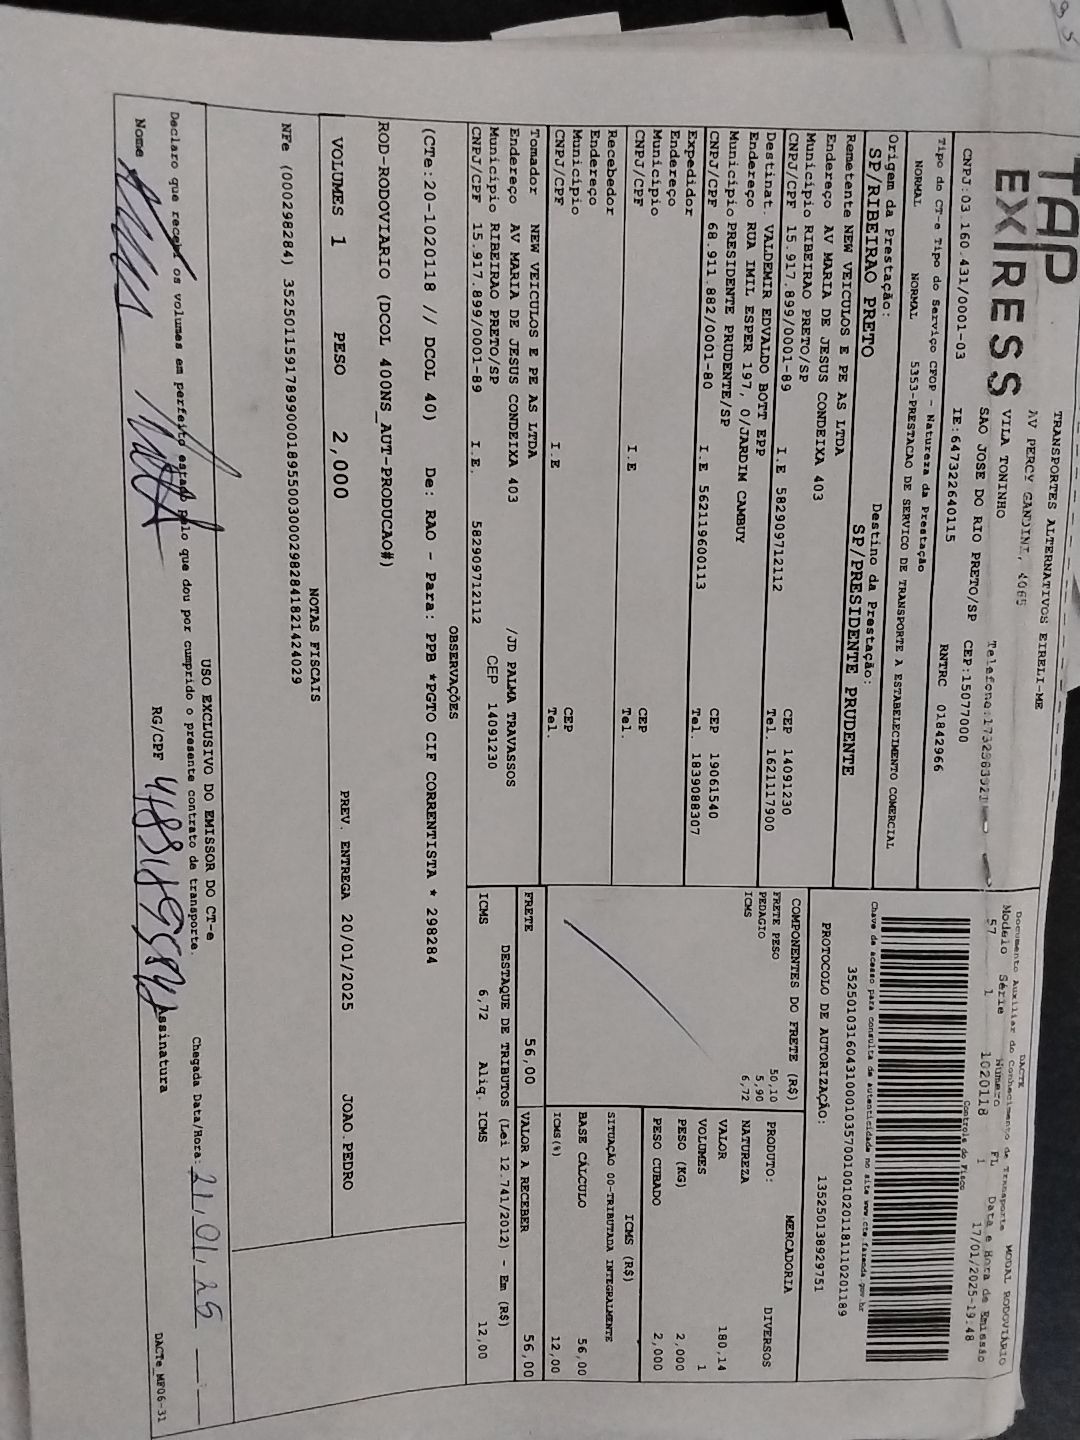 TAP
EXPRESS
TRANSPORTES ALTERNATIVOS EIRELI-ME
AV PERCY GANDINI, 4065
VILA TONINHO
SAO JOSE DO RIO PRETO/SP CEP:15077000
CNPJ:03.160.431/0001-03 IE:647322640115
RNTRC 01842966
Tipo do CT-e Tipo do Serviço CFOP - Natureza da Prestação
NORMAL NORMAL 5353-PRESTACAO DE SERVICO DE TRANSPORTE A ESTABELECIMENTO COMERCIAL
Origem da Prestação: Destino da Prestação:
SP/RIBEIRAO PRETO SP/PRESIDENTE PRUDENTE
Remetente NEW VEICULOS E PE AS LTDA
Endereço AV MARIA DE JESUS CONDEIXA 403
Município RIBEIRAO PRETO/SP CEP 14091230
CNPJ/CPF 15.917.899/0001-89 I.E 582909712112 Tel. 1621117900
Destinat. VALDEMIR EDVALDO BOTT EPP
Endereço RUA IMIL ESPER 197, 0/JARDIM CAMBUY
Município PRESIDENTE PRUDENTE/SP CEP 19061540
CNPJ/CPF 68.911.882/0001-80 I.E 562119600113 Tel. 1839088307
Expedidor
Endereço
Município CEP
CNPJ/CPF I.E Tel.
Recebedor
Endereço
Município CEP
CNPJ/CPF I.E Tel.
Tomador NEW VEICULOS E PE AS LTDA
Endereço AV MARIA DE JESUS CONDEIXA 403 /JD PALMA TRAVASSOS
Município RIBEIRAO PRETO/SP CEP 14091230
CNPJ/CPF 15.917.899/0001-89 I.E. 582909712112
DACTE MODAL RODOVIÁRIO
Documento Auxiliar do Conhecimento de Transporte
Modelo Série Número FL Data e Hora de Emissão
57 1 1020118 1 17/01/2025-19:48
Controle do Fisco
Chave de acesso para consulta de autenticidade no site www.cte.fazenda.gov.br
PROTOCOLO DE AUTORIZAÇÃO: 135250138929751
COMPONENTES DO FRETE (R$)
FRETE PESO 50,10
PEDAGIO 5,90
ICMS 6,72
MERCADORIA
PRODUTO: DIVERSOS
NATUREZA
VALOR 180,14
VOLUMES 1
PESO (KG) 2,000
PESO CUBADO 2,000
ICMS (R$)
SITUAÇÃO 00-TRIBUTADA INTEGRALMENTE
BASE CÁLCULO 56,00
ICMS(%) 12,00
FRETE 56,00 VALOR A RECEBER 56,00
DESTAQUE DE TRIBUTOS (Lei 12.741/2012) - Em (R$)
ICMS 6,72 Aliq. ICMS 12,00
OBSERVAÇÕES
(CTe:20-1020118 // DCOL 40) De: RAO - Para: PPB *PGTO CIF CORRENTISTA * 298284
ROD-RODOVIARIO (DCOL 400NS_AUT-PRODUCAO#)
VOLUMES 1 PESO 2,000 PREV. ENTREGA 20/01/2025 JOAO.PEDRO
NOTAS FISCAIS
NFe (000298284)
USO EXCLUSIVO DO EMISSOR DO CT-e
Declaro que recebi os volumes em perfeito estado pelo que dou por cumprido o presente contrato de transporte. Chegada Data/Hora: 21,01,25
Nome RG/CPF Assinatura
DACTe_MF06-31